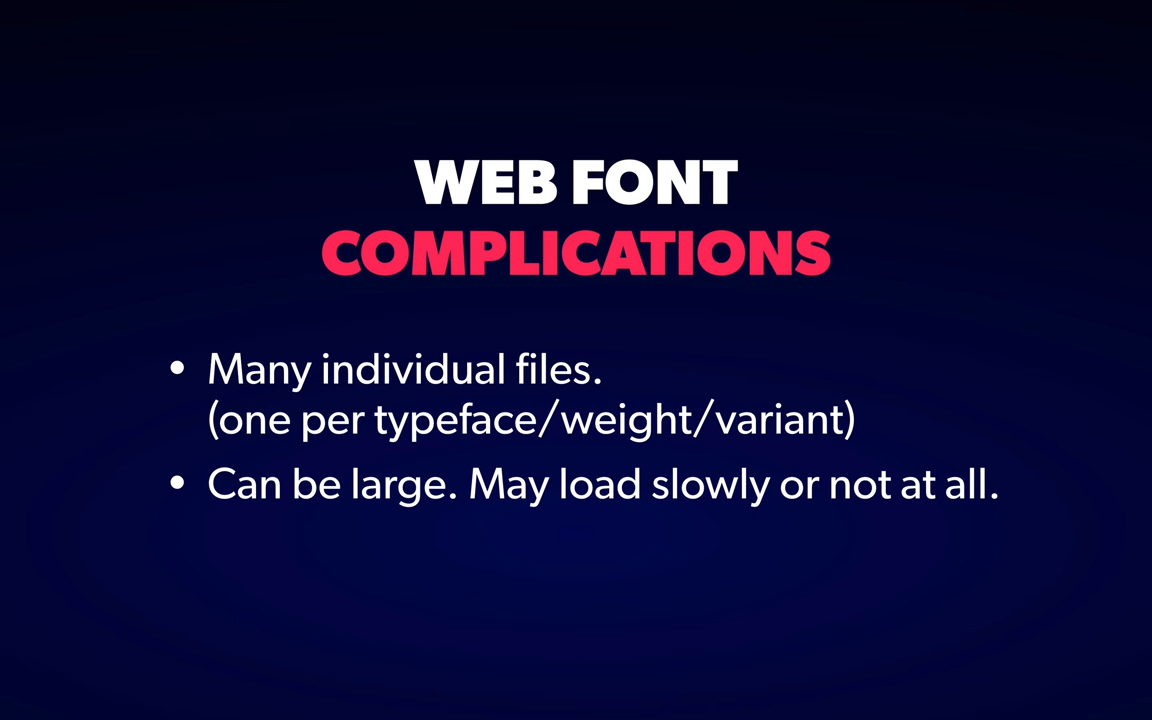 WEB FONT
COMPLICATIONS
• Many individual files.
(one per typeface/weight/variant)
• Can be large. May load slowly or not at all.